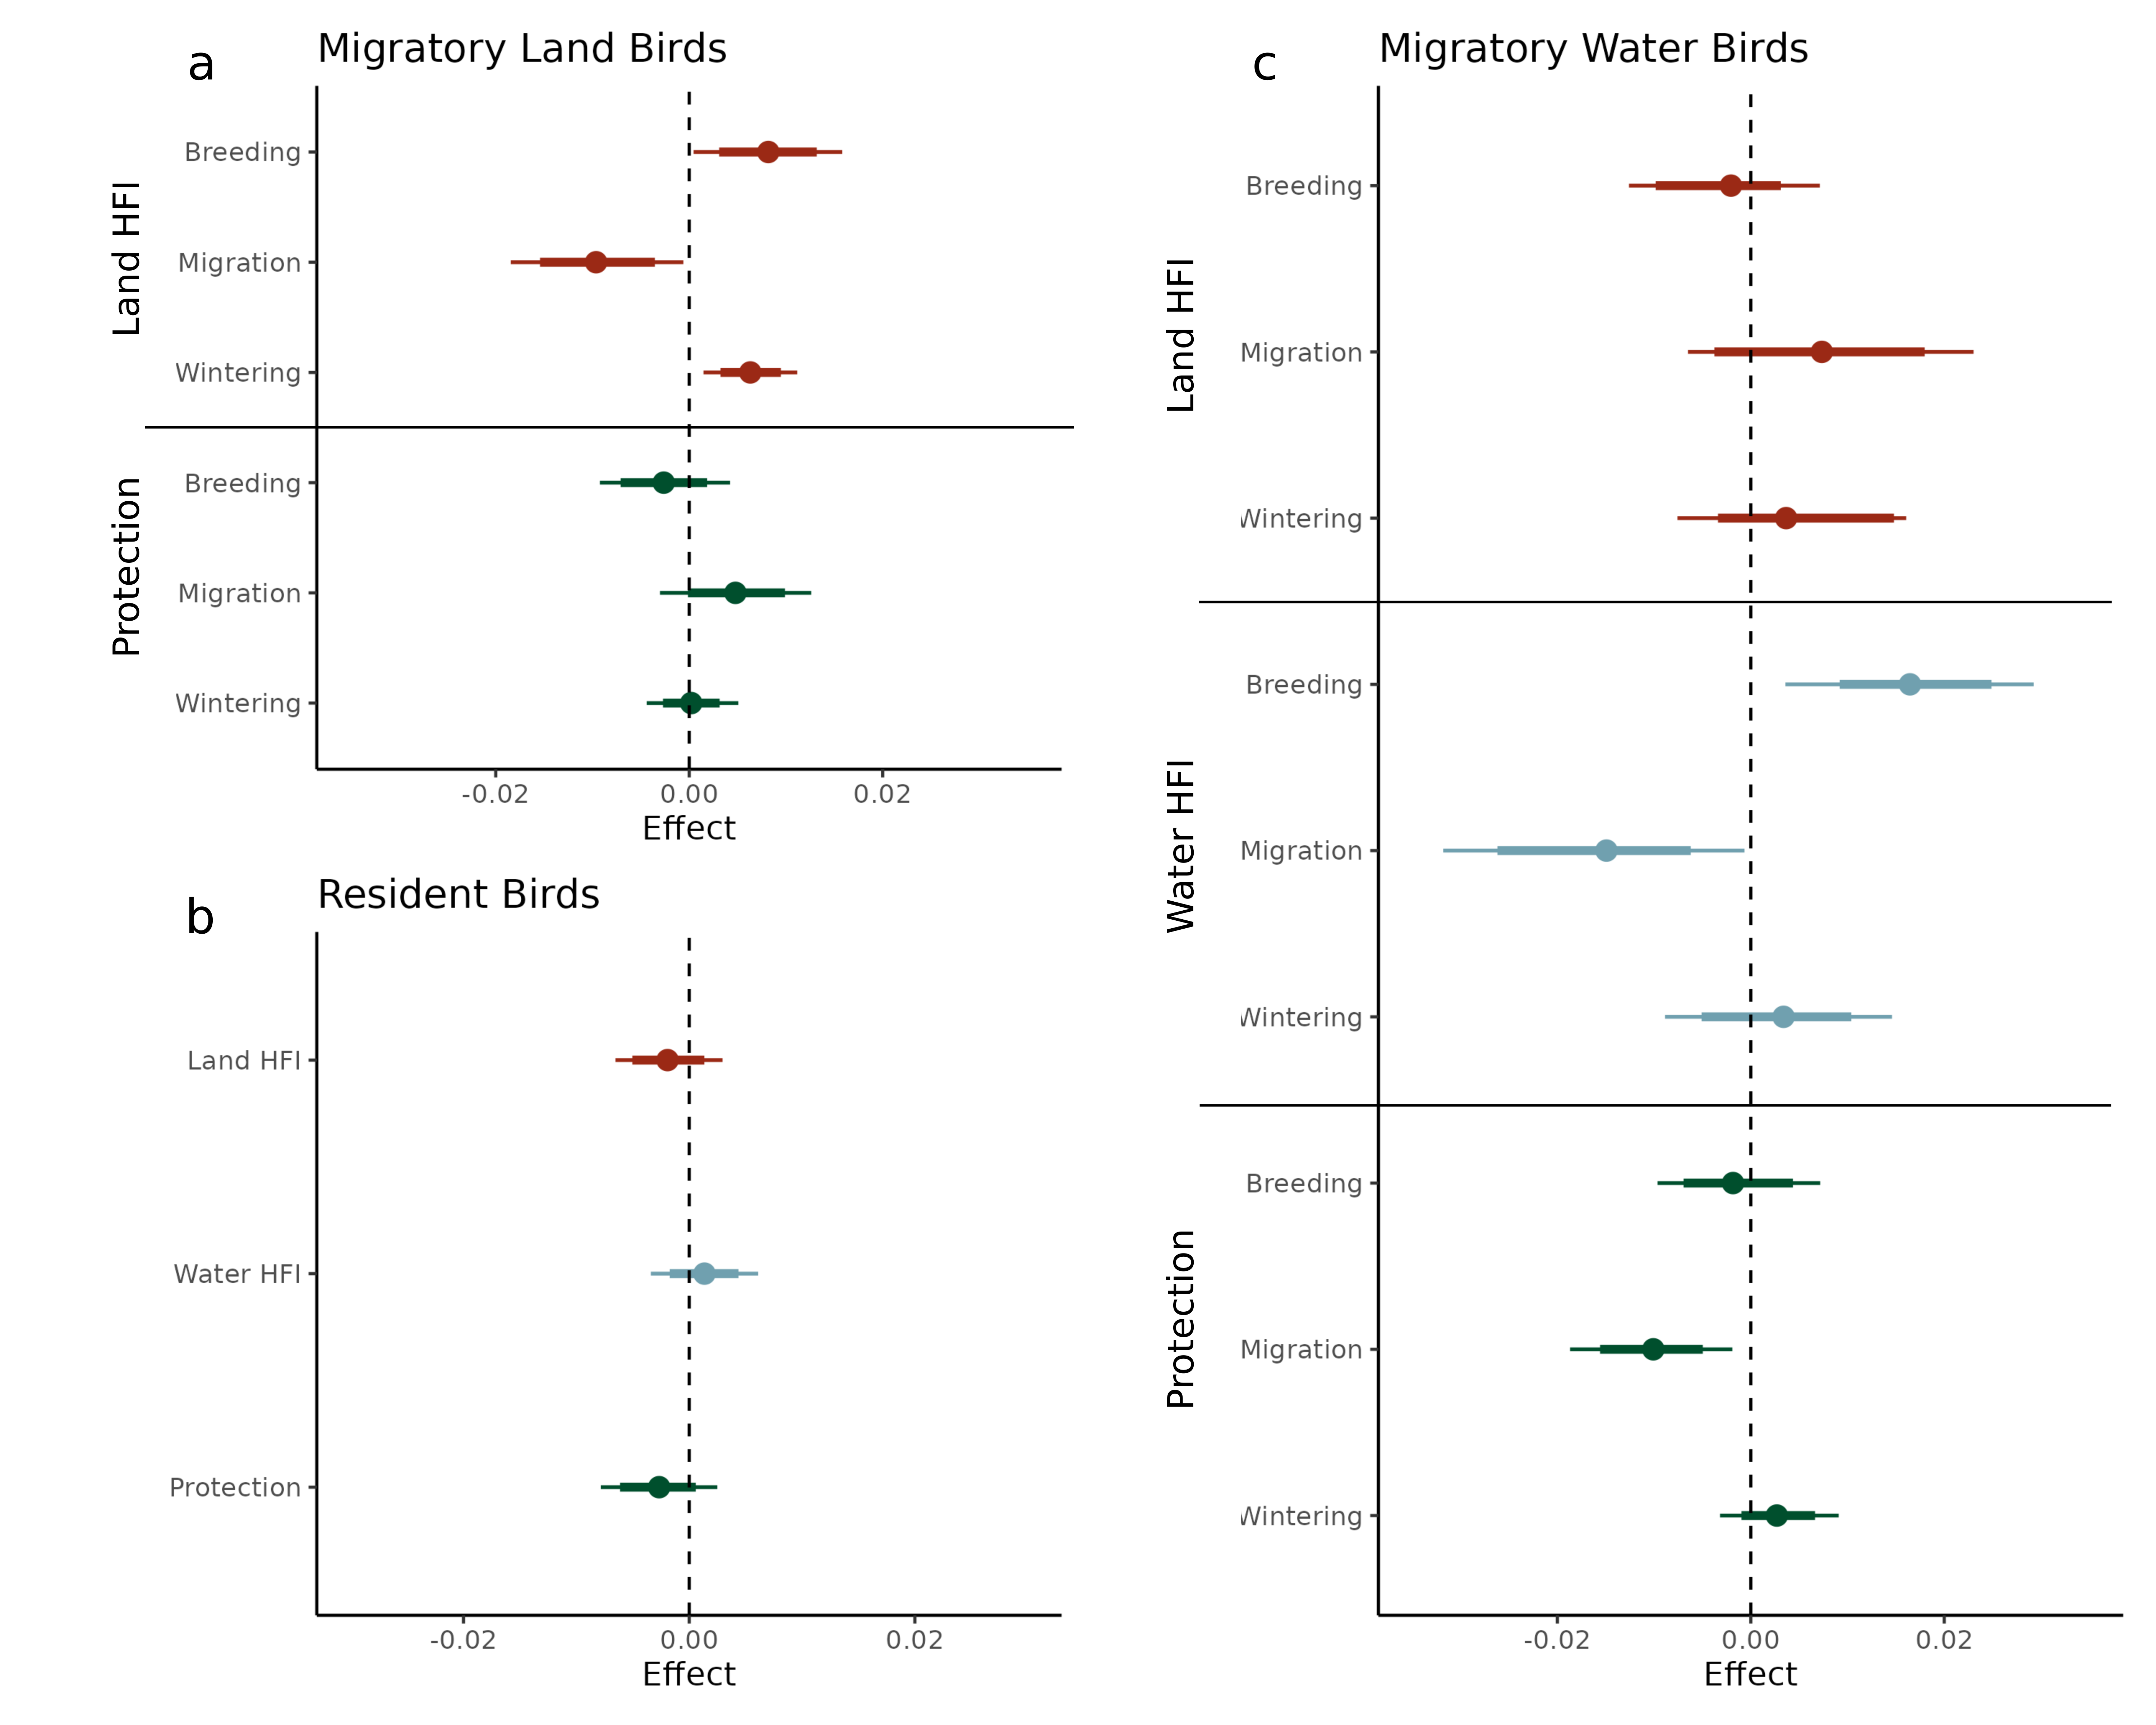 a
Migratory Land Birds
Land HFI
Breeding
Migration
Wintering
Protection
Breeding
Migration
Wintering
-0.02 0.00 0.02
Effect
b
Resident Birds
Land HFI
Water HFI
Protection
-0.02 0.00 0.02
Effect
c
Migratory Water Birds
Land HFI
Breeding
Migration
Wintering
Water HFI
Breeding
Migration
Wintering
Protection
Breeding
Migration
Wintering
-0.02 0.00 0.02
Effect